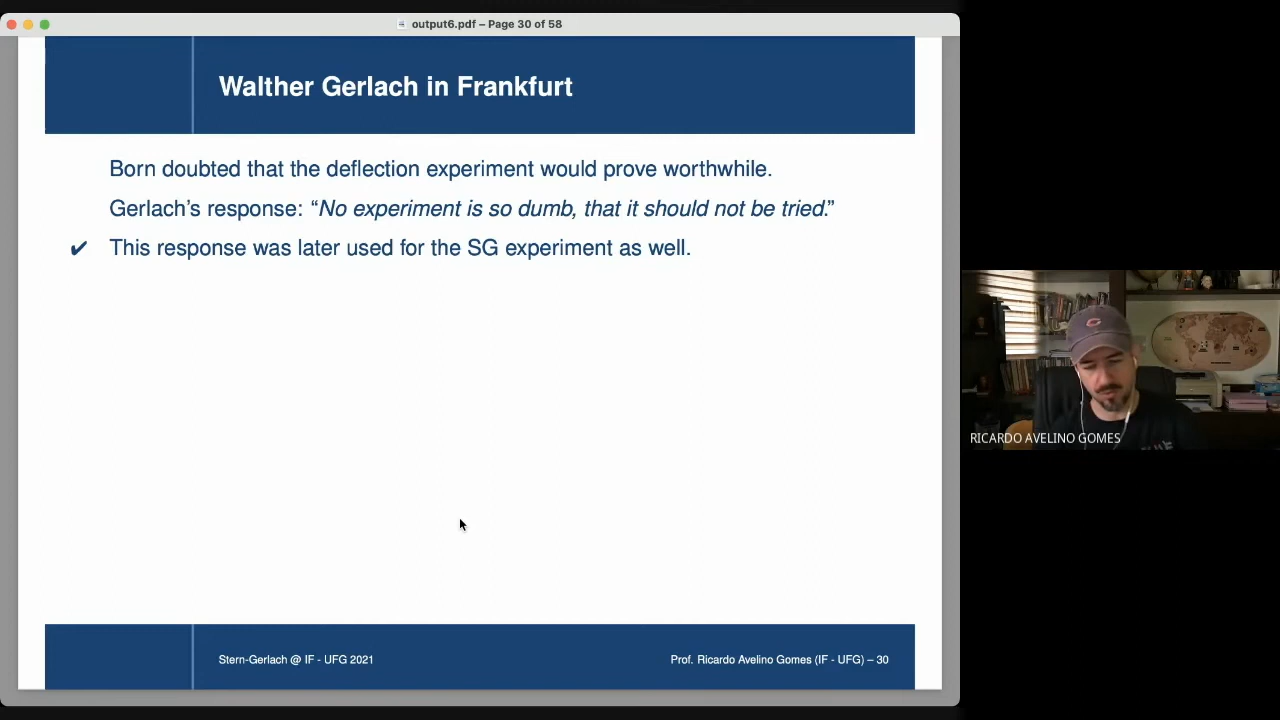 output6.pdf – Page 30 of 58
Walther Gerlach in Frankfurt
Born doubted that the deflection experiment would prove worthwhile.
Gerlach’s response: “No experiment is so dumb, that it should not be tried.”
✔ This response was later used for the SG experiment as well.
RICARDO AVELINO GOMES
Stern-Gerlach @ IF - UFG 2021
Prof. Ricardo Avelino Gomes (IF - UFG) – 30